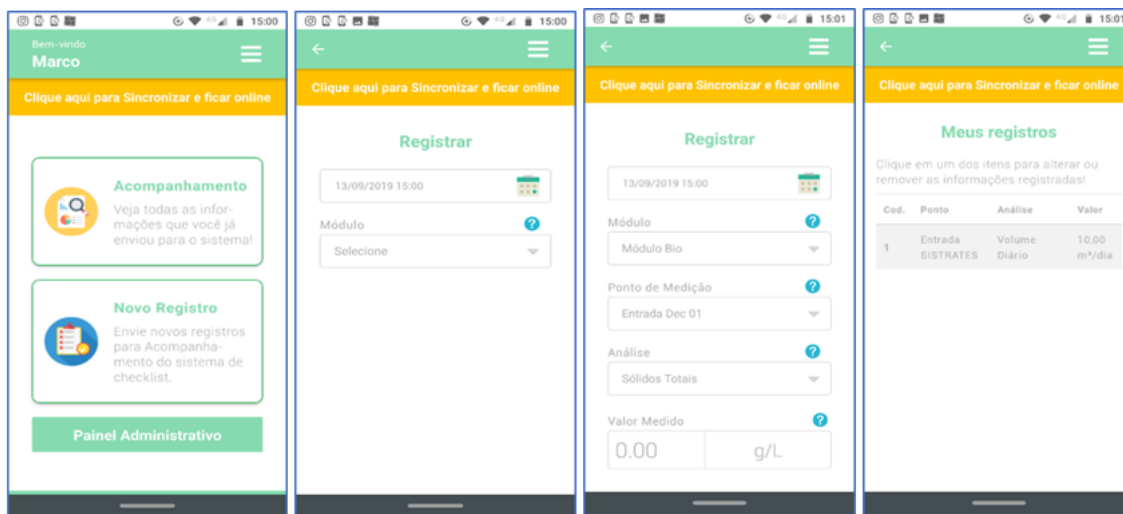 15:00
Bem-vindo
Marco
Clique aqui para Sincronizar e ficar online
Acompanhamento
Veja todas as infor-
mações que você já
enviou para o sistema!
Novo Registro
Envie novos registros
para Acompanha-
mento do sistema de
checklist.
Painel Administrativo
15:00
Clique aqui para Sincronizar e ficar online
Registrar
13/09/2019 15:00
Módulo
?
Selecione
4G 15:01
Clique aqui para Sincronizar e ficar online
Registrar
13/09/2019 15:00
Módulo
?
Módulo Bio
Ponto de Medição
?
Entrada Dec 01
Análise
?
Sólidos Totais
Valor Medido
?
0.00 g/L
4G 15:01
Clique aqui para Sincronizar e ficar online
Meus registros
Clique em um dos itens para alterar ou
remover as informações registradas!
Cod. Ponto Análise Valor
1 Entrada Volume 10,00
SISTRATES Diário m³/dia